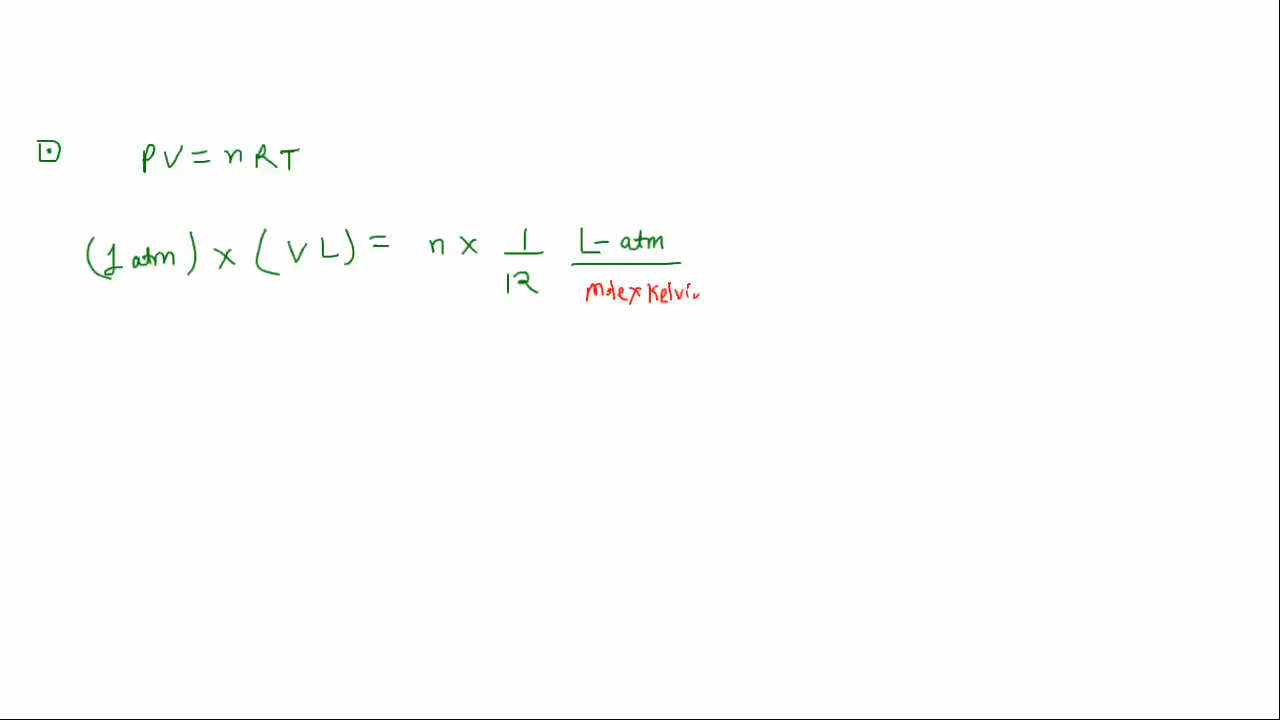 PV = nRT
(1 atm) × (V L) = n × 1/12 L-atm/mole×Kelvin